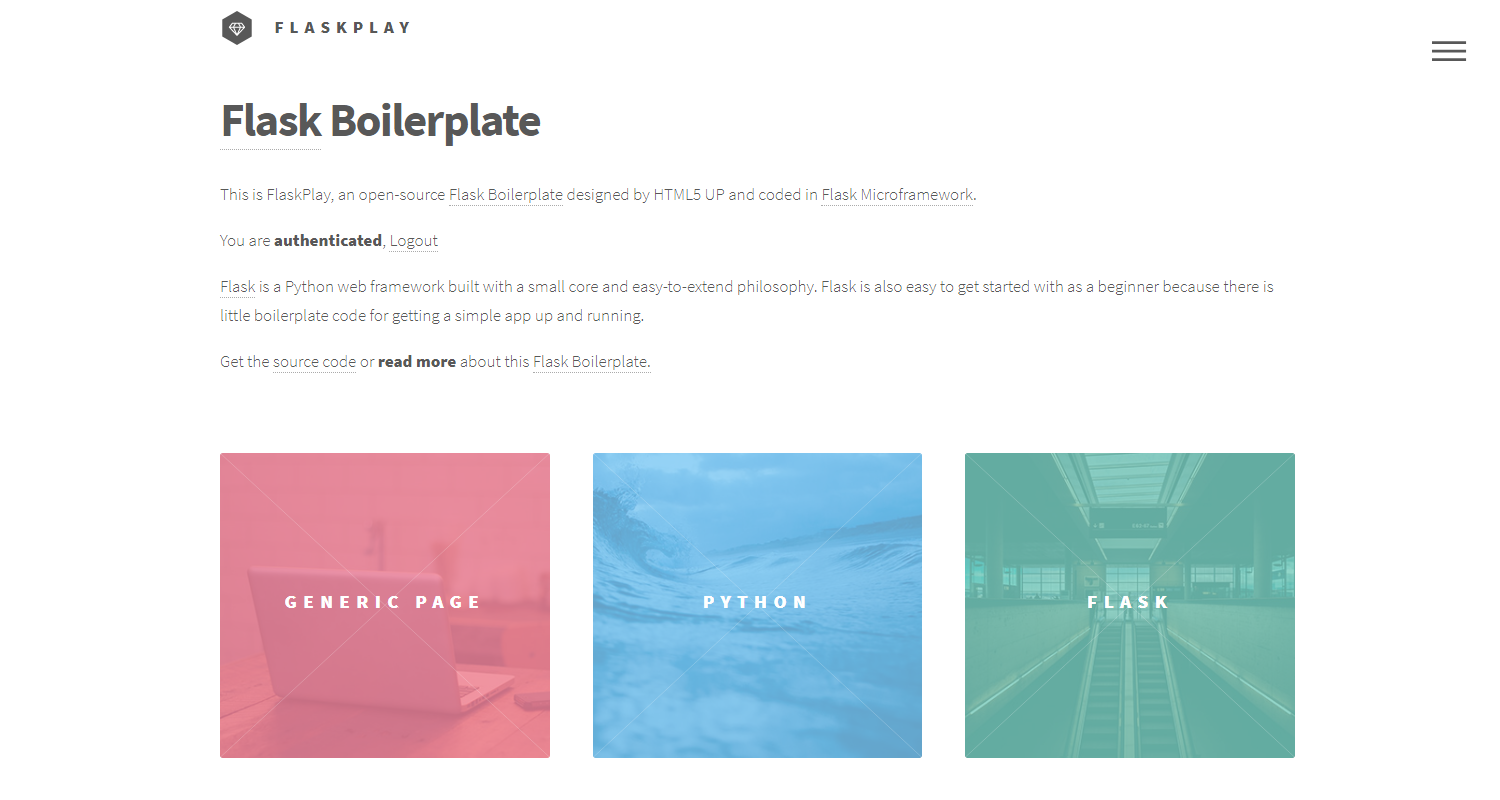 FLASKPLAY
Flask Boilerplate
This is FlaskPlay, an open-source Flask Boilerplate designed by HTML5 UP and coded in Flask Microframework.
You are authenticated, Logout
Flask is a Python web framework built with a small core and easy-to-extend philosophy. Flask is also easy to get started with as a beginner because there is
little boilerplate code for getting a simple app up and running.
Get the source code or read more about this Flask Boilerplate.
GENERIC PAGE
PYTHON
FLASK